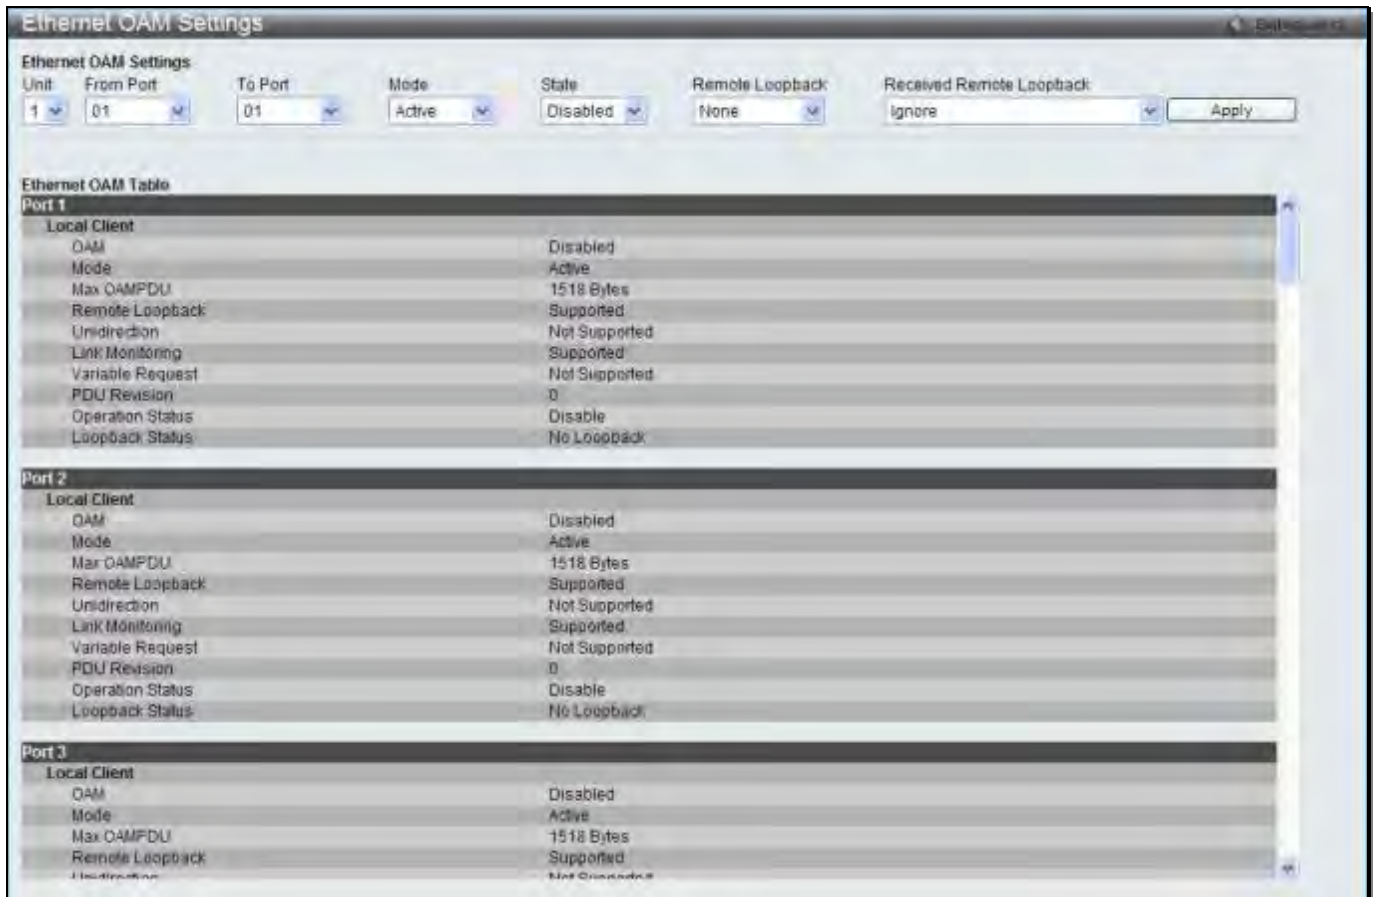 Ethernet OAM Settings
Safeguard
Ethernet OAM Settings
Unit From Port To Port Mode State Remote Loopback Received Remote Loopback
1 01 01 Active Disabled None Ignore Apply
Ethernet OAM Table
Port 1
Local Client
OAM Disabled
Mode Active
Max OAMPDU 1518 Bytes
Remote Loopback Supported
Unidirection Not Supported
Link Monitoring Supported
Variable Request Not Supported
PDU Revision 0
Operation Status Disable
Loopback Status No Loopback
Port 2
Local Client
OAM Disabled
Mode Active
Max OAMPDU 1518 Bytes
Remote Loopback Supported
Unidirection Not Supported
Link Monitoring Supported
Variable Request Not Supported
PDU Revision 0
Operation Status Disable
Loopback Status No Loopback
Port 3
Local Client
OAM Disabled
Mode Active
Max OAMPDU 1518 Bytes
Remote Loopback Supported
Unidirection Not Supported